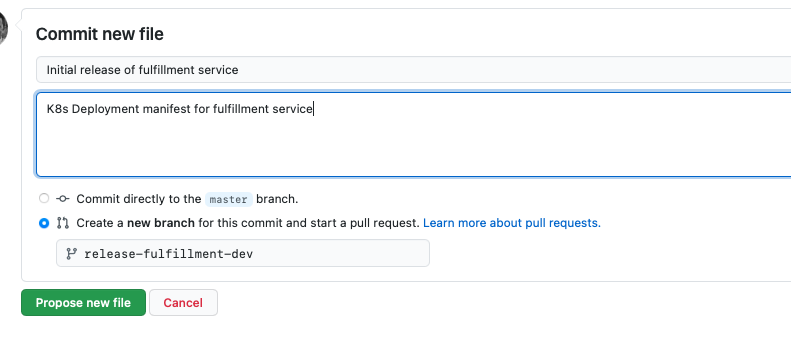 Commit new file
Initial release of fulfillment service
K8s Deployment manifest for fulfillment service
Commit directly to the master branch.
Create a new branch for this commit and start a pull request. Learn more about pull requests.
release-fulfillment-dev
Propose new file Cancel